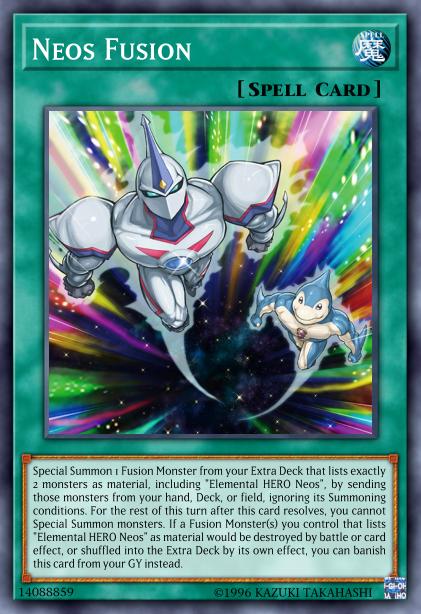 NEOS FUSION
SPELL
魔
[SPELL CARD]
Special Summon 1 Fusion Monster from your Extra Deck that lists exactly
2 monsters as material, including "Elemental HERO Neos", by sending
those monsters from your hand, Deck, or field, ignoring its Summoning
conditions. For the rest of this turn after this card resolves, you cannot
Special Summon monsters. If a Fusion Monster(s) you control that lists
"Elemental HERO Neos" as material would be destroyed by battle or card
effect, or shuffled into the Extra Deck by its own effect, you can banish
this card from your GY instead.
14088859
©1996 KAZUKI TAKAHASHI